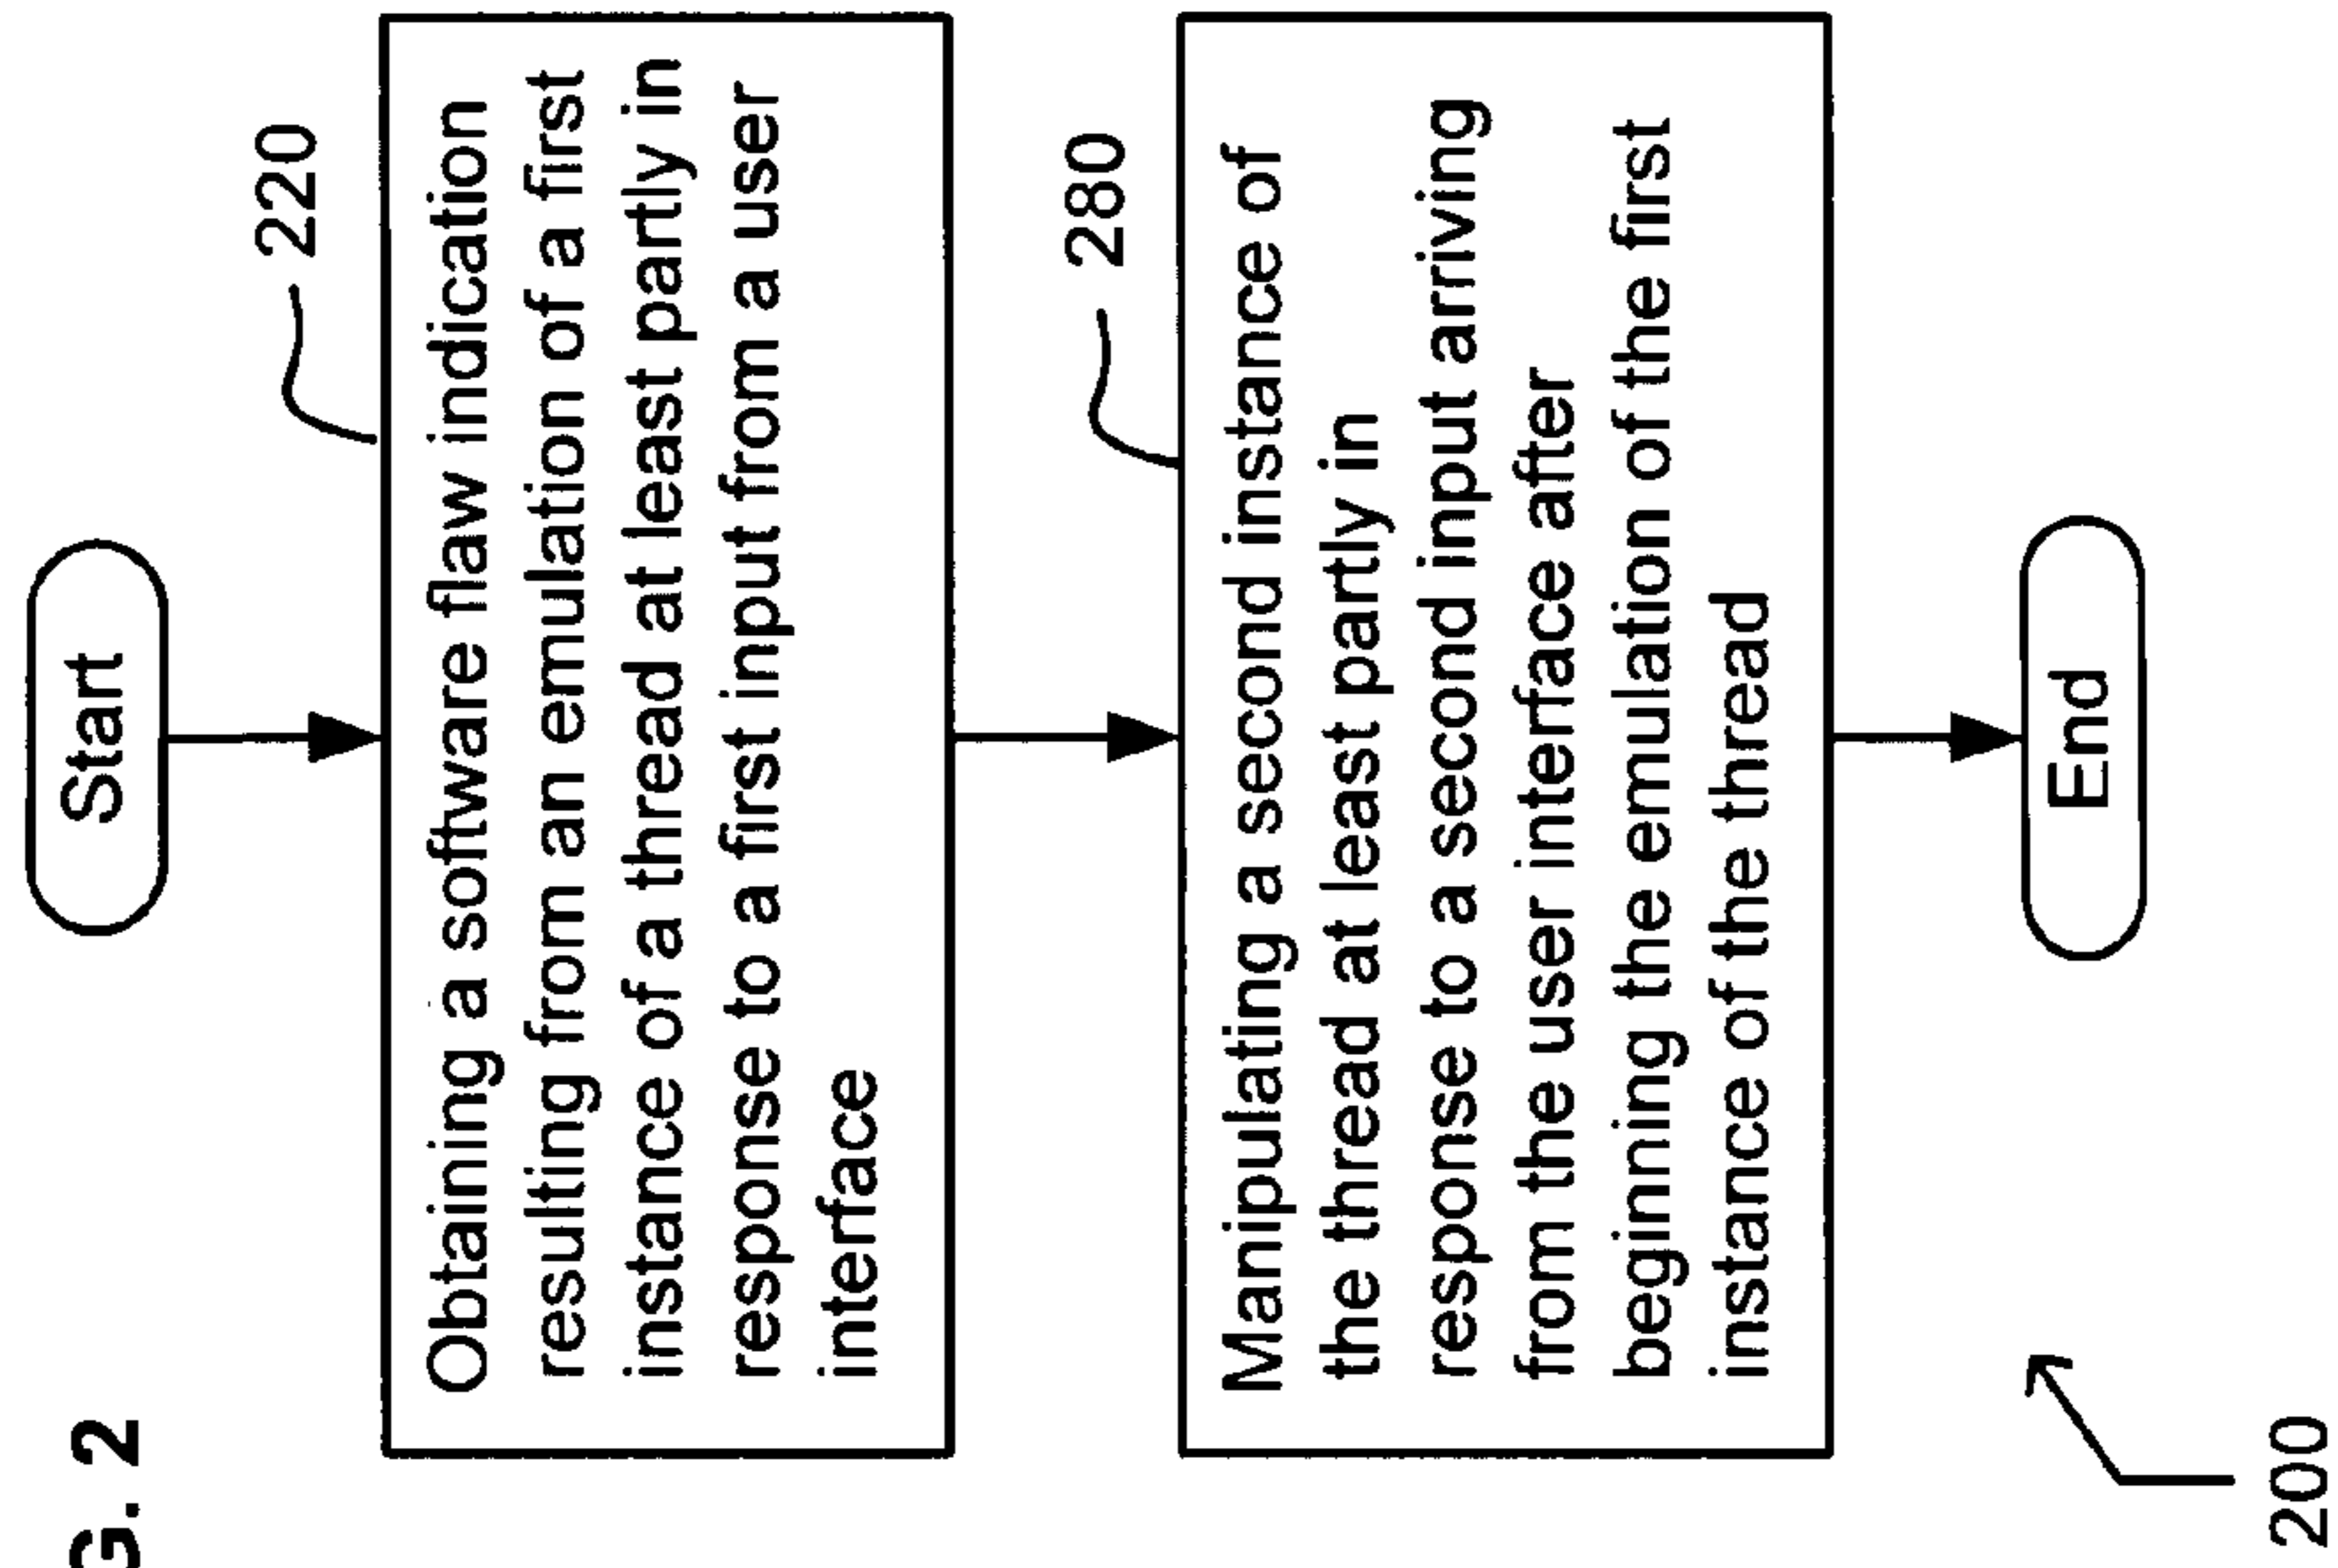 G. 2
Start
220
Obtaining a software flaw indication
resulting from an emulation of a first
instance of a thread at least partly in
response to a first input from a user
interface
280
Manipulating a second instance of
the thread at least partly in
response to a second input arriving
from the user interface after
beginning the emulation of the first
instance of the thread
End
200